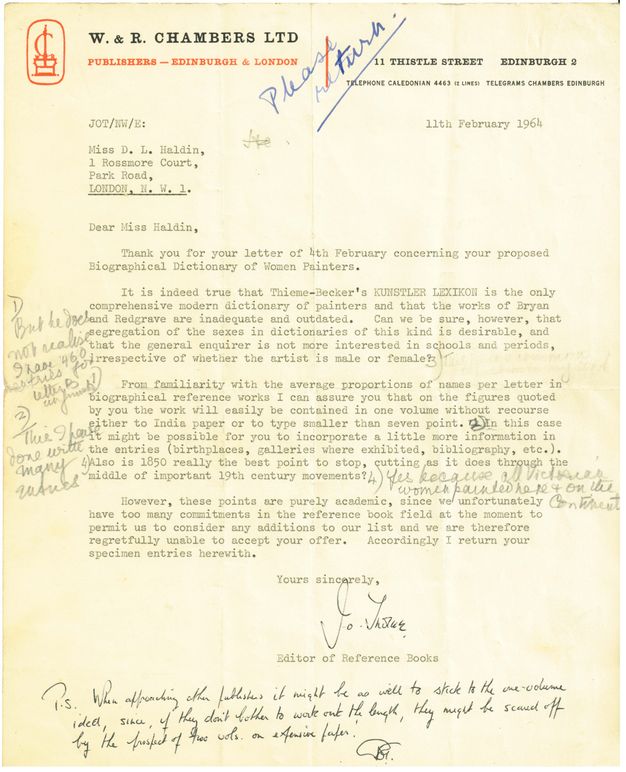 W. & R. CHAMBERS LTD
PUBLISHERS — EDINBURGH & LONDON
11 THISTLE STREET EDINBURGH 2
TELEPHONE CALEDONIAN 4463 (2 LINES) TELEGRAMS CHAMBERS EDINBURGH
Please
return.
JOT/NW/E:
11th February 1964
Miss D. L. Haldin,
1 Rossmore Court,
Park Road,
LONDON, N. W. 1.
Dear Miss Haldin,
Thank you for your letter of 4th February concerning your proposed
Biographical Dictionary of Women Painters.
It is indeed true that Thieme-Becker's KUNSTLER LEXIKON is the only
comprehensive modern dictionary of painters and that the works of Bryan
and Redgrave are inadequate and outdated. Can we be sure, however, that
segregation of the sexes in dictionaries of this kind is desirable, and
that the general enquirer is not more interested in schools and periods,
irrespective of whether the artist is male or female? 3)
1)
But he does
not realise
I have 460
entries for
letter B
1)
From familiarity with the average proportions of names per letter in
biographical reference works I can assure you that on the figures quoted
by you the work will easily be contained in one volume without recourse
either to India paper or to type smaller than seven point. 2) In this case
it might be possible for you to incorporate a little more information in
the entries (birthplaces, galleries where exhibited, bibliography, etc.).
4) Also is 1850 really the best point to stop, cutting as it does through the
middle of important 19th century movements?
2)
This I have
done with
many
entries
4) Yes because all Victorian
women painted here & on the
Continent
However, these points are purely academic, since we unfortunately
have too many commitments in the reference book field at the moment to
permit us to consider any additions to our list and we are therefore
regretfully unable to accept your offer. Accordingly I return your
specimen entries herewith.
Yours sincerely,
Editor of Reference Books
P.S. When approaching other publishers it might be as well to stick to the one-volume
idea, since, if they don't bother to work out the length, they might be scared off
by the prospect of two vols. on expensive paper.